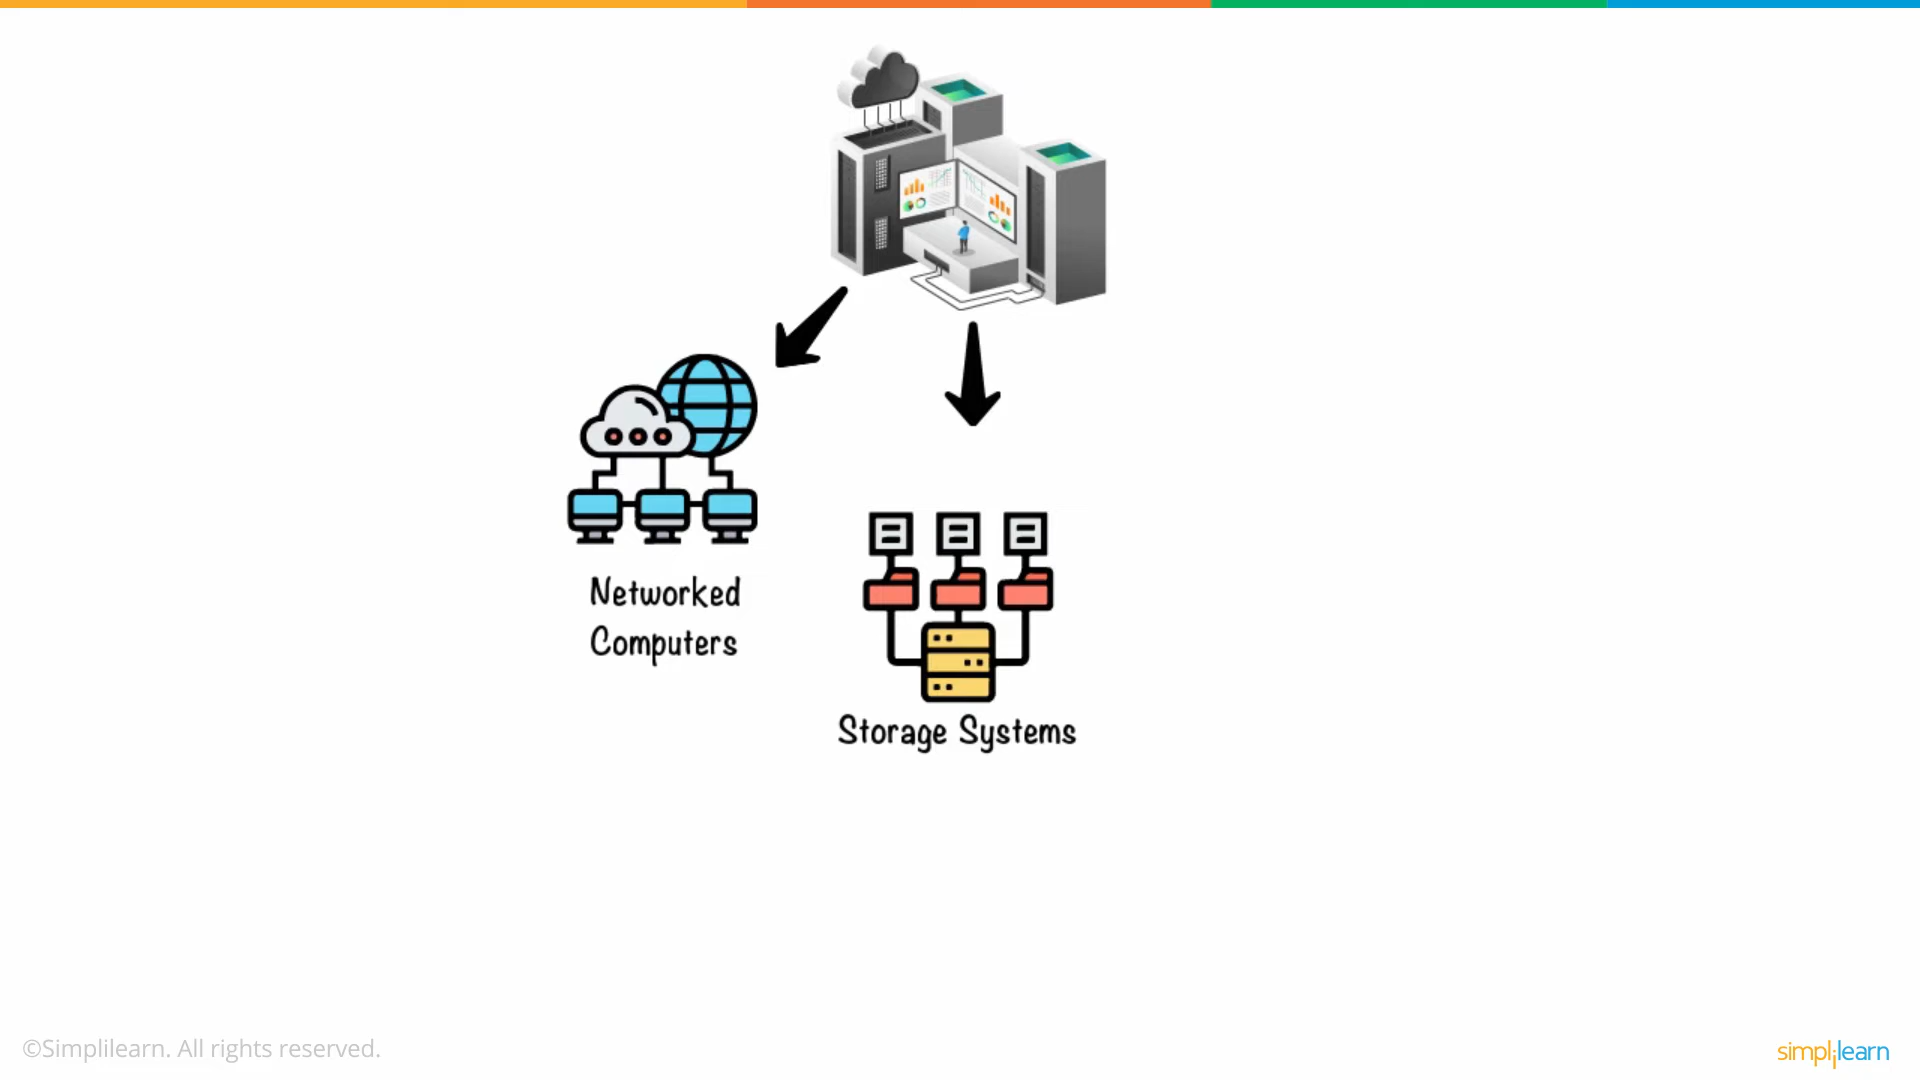 Networked
Computers
Storage Systems
©Simplilearn. All rights reserved.
simplilearn